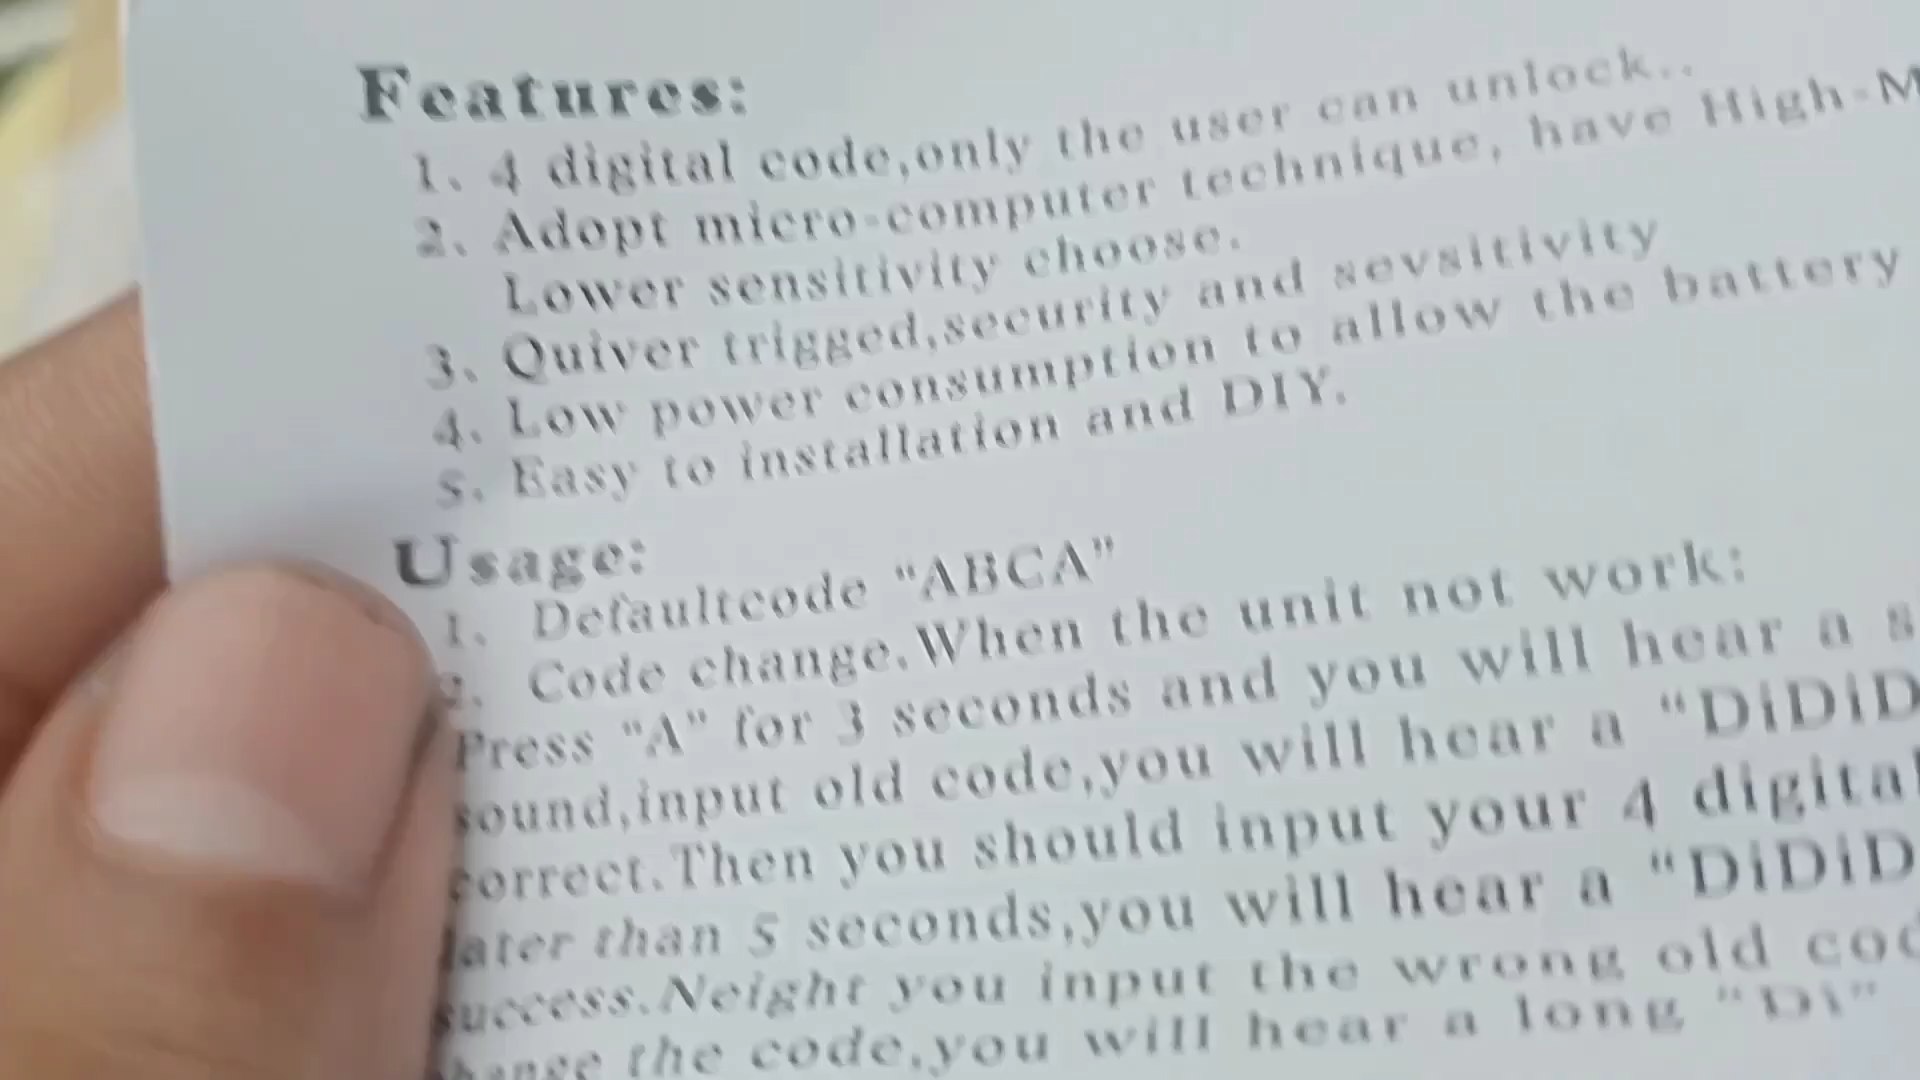 Features:
1、4 digital code,only the user can unlock..
2、Adopt micro-computer technique, have High-M
Lower sensitivity choose.
3、Quiver trigged,security and sevsitivity
4、Low power consumption to allow the battery
5、Easy to installation and DIY.
Usage:
1、Defaultcode "ABCA"
2、Code change.When the unit not work:
Press "A" for 3 seconds and you will hear a s
sound,input old code,you will hear a "DiDiD
correct.Then you should input your 4 digital
later than 5 seconds,you will hear a "DiDiD
success.Neight you input the wrong old cod
hange the code,you will hear a long "Di"